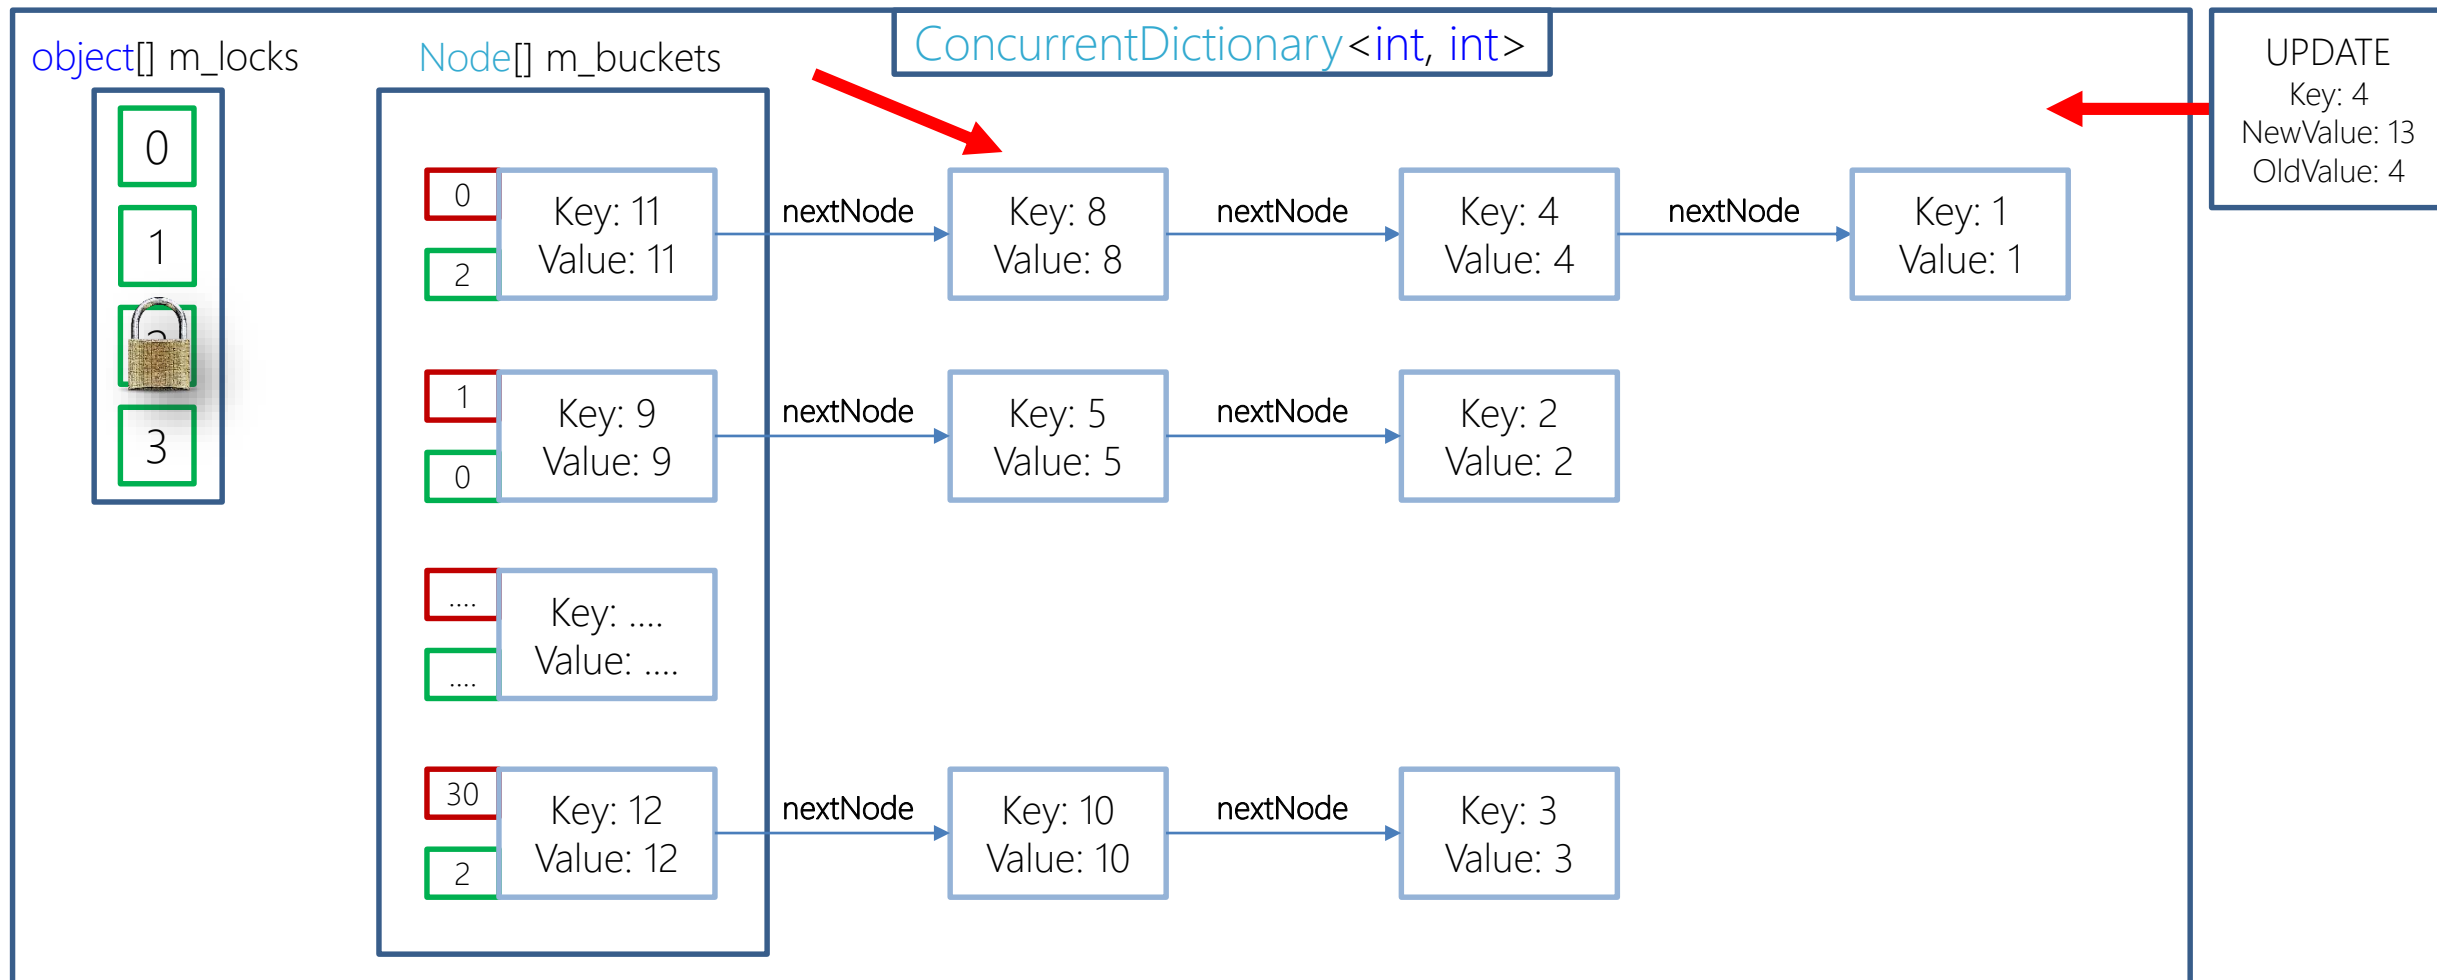 ConcurrentDictionary<int, int>
object[] m_locks
0
1
3
Node[] m_buckets
0
2
Key: 11
Value: 11
nextNode
Key: 8
Value: 8
nextNode
Key: 4
Value: 4
nextNode
Key: 1
Value: 1
1
0
Key: 9
Value: 9
nextNode
Key: 5
Value: 5
nextNode
Key: 2
Value: 2
....
....
Key: ....
Value: ....
30
2
Key: 12
Value: 12
nextNode
Key: 10
Value: 10
nextNode
Key: 3
Value: 3
UPDATE
Key: 4
NewValue: 13
OldValue: 4